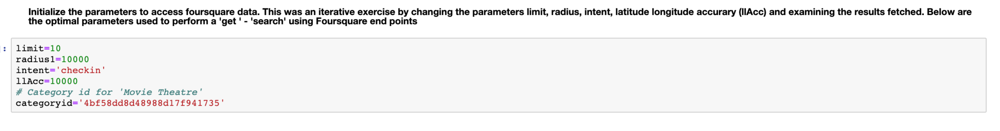 Initialize the parameters to access foursquare data. This was an iterative exercise by changing the parameters limit, radius, intent, latitude longitude accurary (llAcc) and examining the results fetched. Below are
the optimal parameters used to perform a 'get ' - 'search' using Foursquare end points
]:
limit=10
radius1=10000
intent='checkin'
llAcc=10000
# Category id for 'Movie Theatre'
categoryid='4bf58dd8d48988d17f941735'